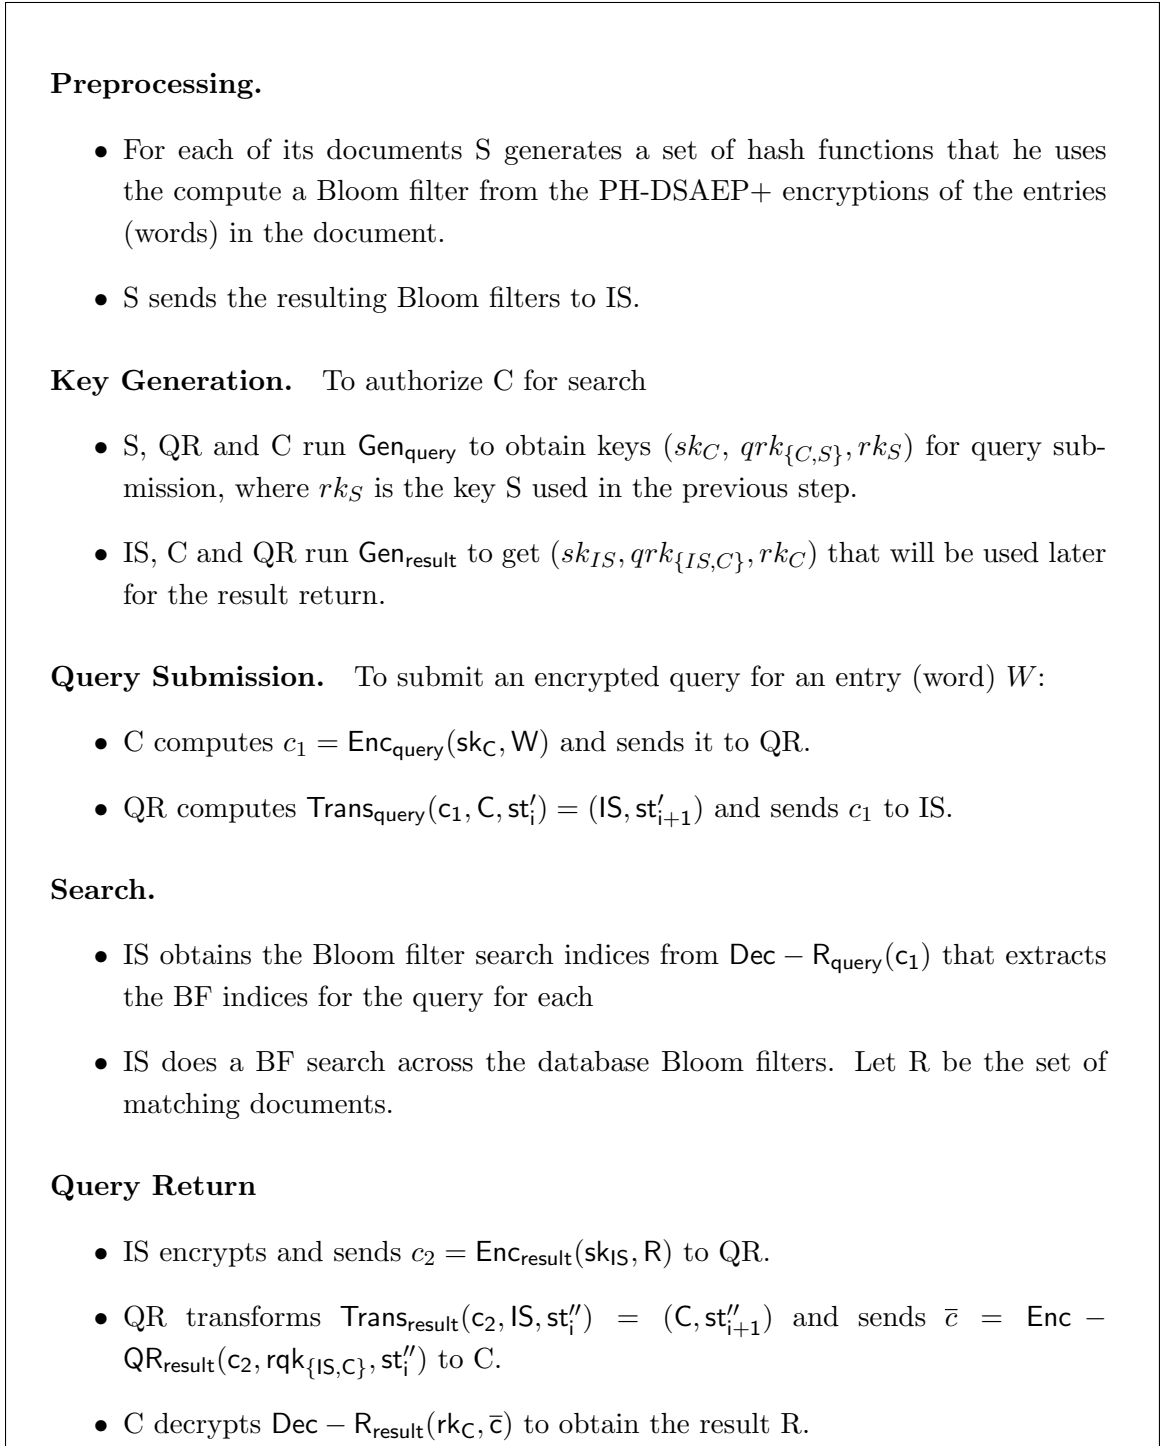 Preprocessing.
• For each of its documents S generates a set of hash functions that he uses
the compute a Bloom filter from the PH-DSAEP+ encryptions of the entries
(words) in the document.
• S sends the resulting Bloom filters to IS.
Key Generation. To authorize C for search
• S, QR and C run Gen_query to obtain keys (sk_C, qrk_{C,S}, rk_S) for query sub-
mission, where rk_S is the key S used in the previous step.
• IS, C and QR run Gen_result to get (sk_IS, qrk_{IS,C}, rk_C) that will be used later
for the result return.
Query Submission. To submit an encrypted query for an entry (word) W:
• C computes c_1 = Enc_query(sk_C, W) and sends it to QR.
• QR computes Trans_query(c_1, C, st′_i) = (IS, st′_{i+1}) and sends c_1 to IS.
Search.
• IS obtains the Bloom filter search indices from Dec − R_query(c_1) that extracts
the BF indices for the query for each
• IS does a BF search across the database Bloom filters. Let R be the set of
matching documents.
Query Return
• IS encrypts and sends c_2 = Enc_result(sk_IS, R) to QR.
• QR transforms Trans_result(c_2, IS, st″_i) = (C, st″_{i+1}) and sends c̅ = Enc −
QR_result(c_2, rqk_{IS,C}, st″_i) to C.
• C decrypts Dec − R_result(rk_C, c̅) to obtain the result R.